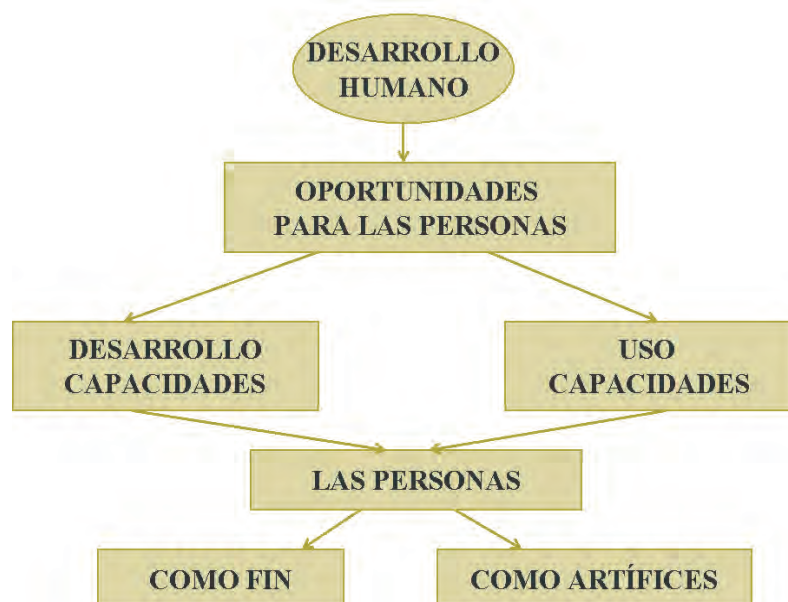 DESARROLLO
HUMANO
OPORTUNIDADES
PARA LAS PERSONAS
DESARROLLO
CAPACIDADES
USO
CAPACIDADES
LAS PERSONAS
COMO FIN
COMO ARTÍFICES